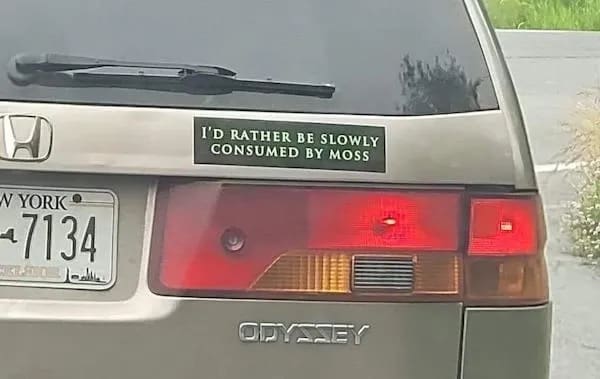 I'D RATHER BE SLOWLY
CONSUMED BY MOSS
W YORK
7134
ODYSSEY